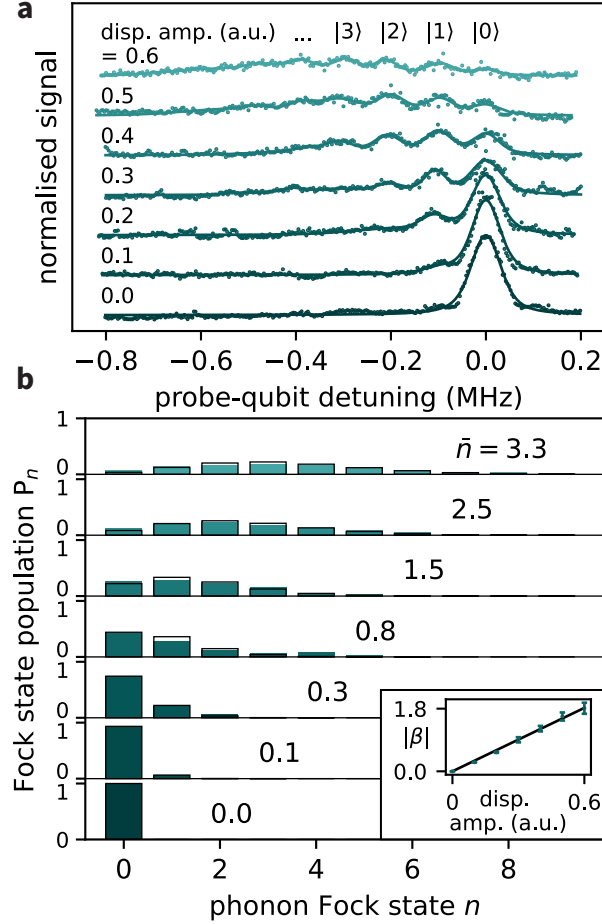 a
disp. amp. (a.u.) ... |3⟩ |2⟩ |1⟩ |0⟩
= 0.6
0.5
0.4
0.3
0.2
0.1
0.0
normalised signal
−0.8 −0.6 −0.4 −0.2 0.0 0.2
probe-qubit detuning (MHz)
b
1
0
n̄ = 3.3
1
0
2.5
1
0
1.5
1
0
0.8
1
0
0.3
1
0
0.1
1
0
0.0
Fock state population Pₙ
1.8
|β|
0.0
0 disp. 0.6
amp. (a.u.)
0 2 4 6 8
phonon Fock state n